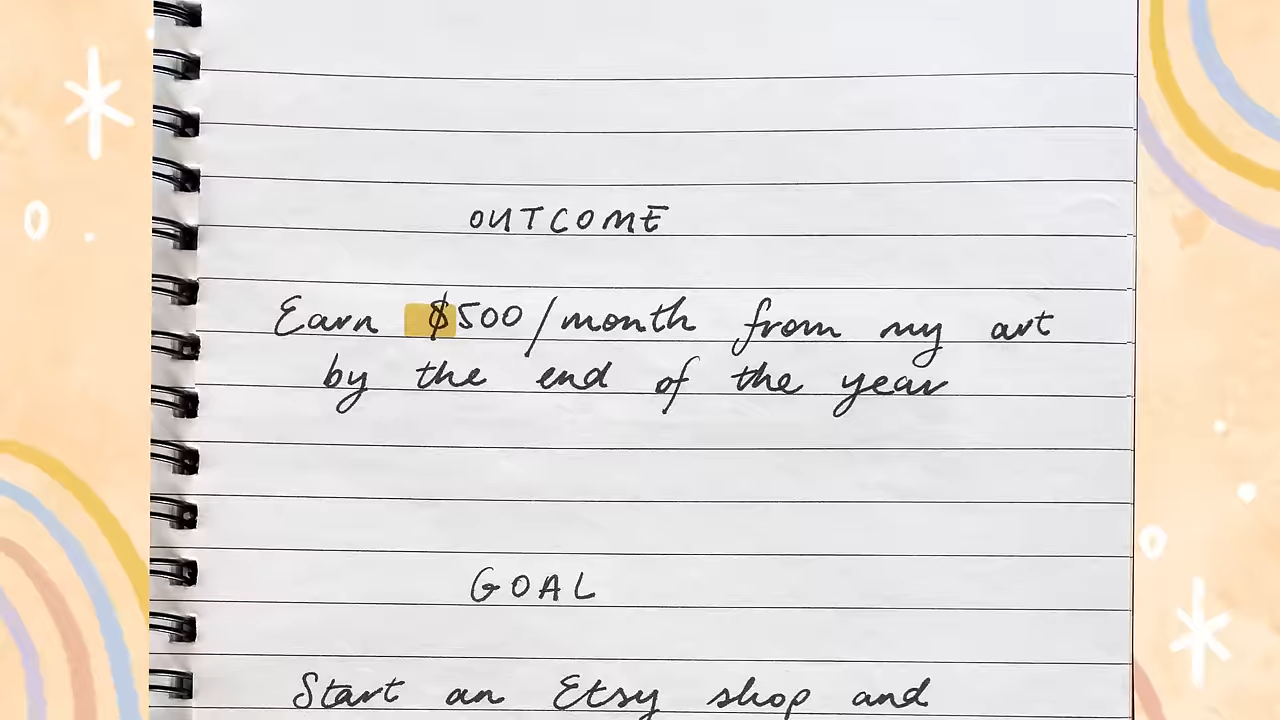 OUTCOME
Earn $500/month from my art
by the end of the year
GOAL
Start an Etsy shop and